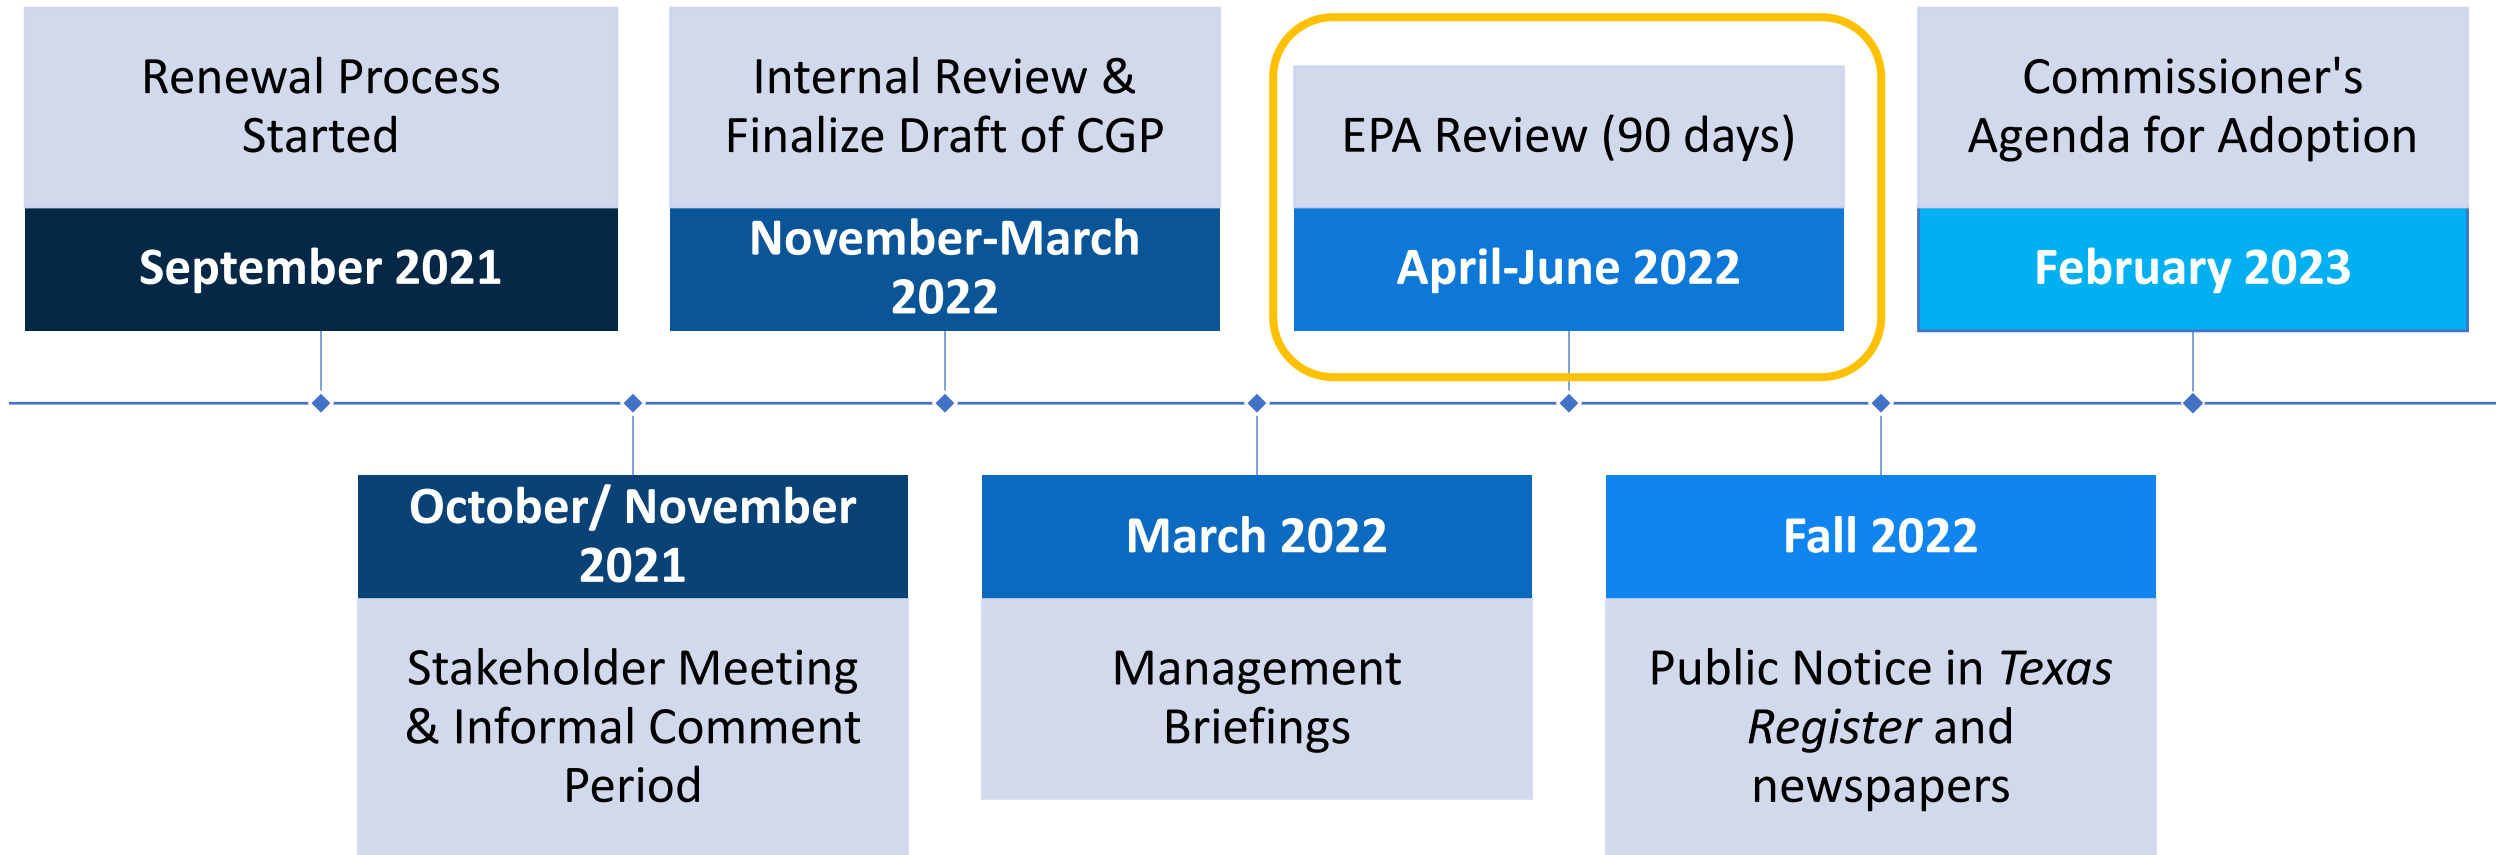 Renewal Process
Started
September 2021
Internal Review &
Finalize Draft of CGP
November-March
2022
EPA Review (90 days)
April-June 2022
Commissioner's
Agenda for Adoption
February 2023
October/ November
2021
Stakeholder Meeting
& Informal Comment
Period
March 2022
Management
Briefings
Fall 2022
Public Notice in Texas
Register and
newspapers